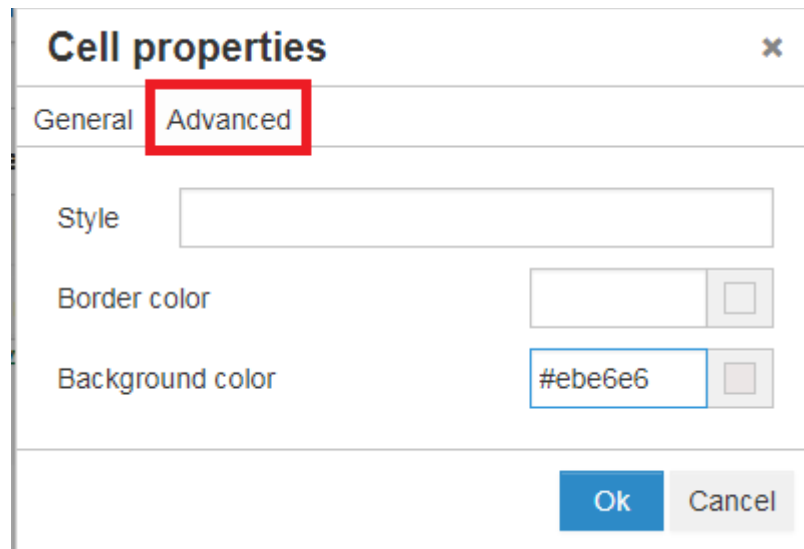 Cell properties
General Advanced
Style
Border color
Background color #ebe6e6
Ok Cancel